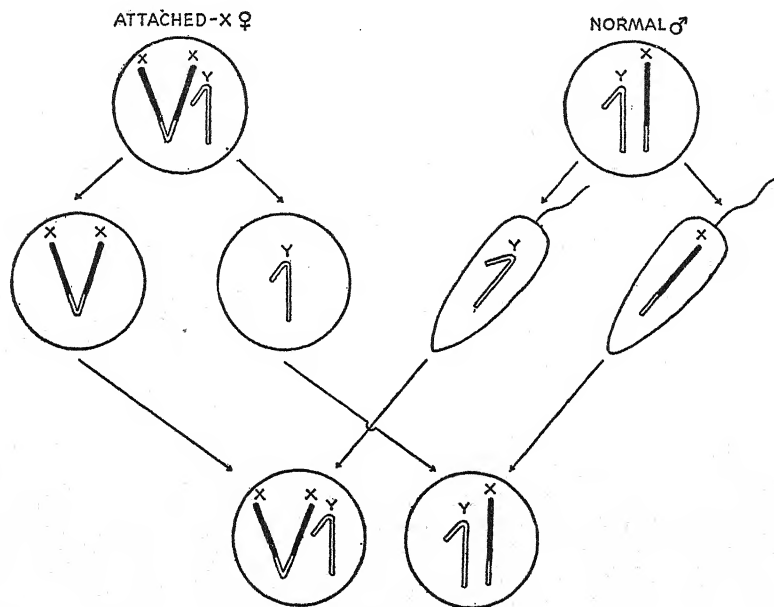 ATTACHED-X ♀
NORMAL ♂
X X Y
Y X
X X
Y
Y
X
X X Y
Y X